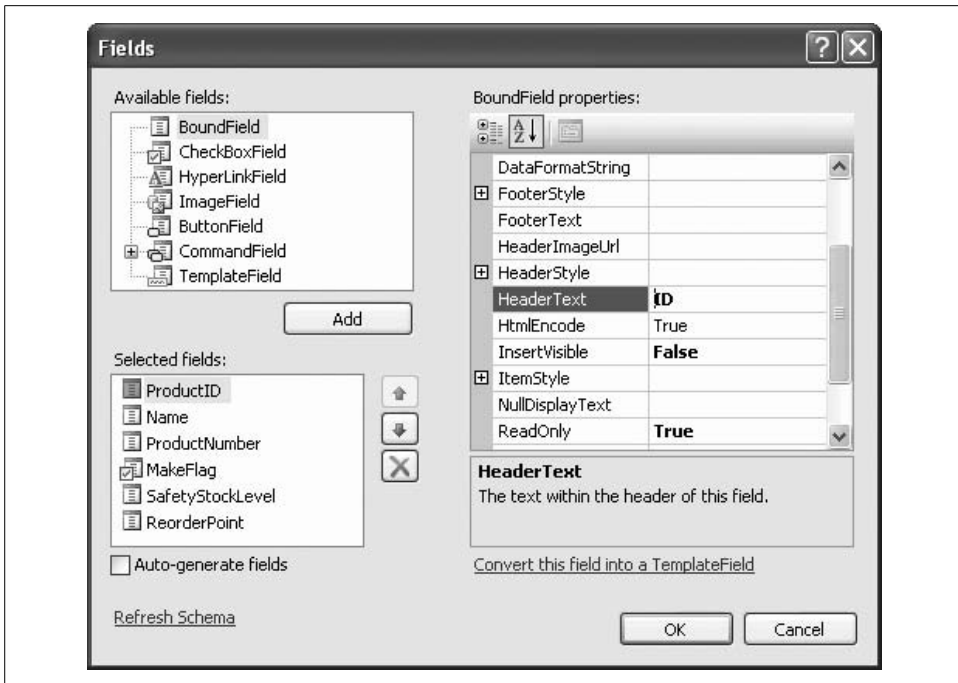 Fields
Available fields:
BoundField
CheckBoxField
HyperLinkField
ImageField
ButtonField
CommandField
TemplateField
Add
Selected fields:
ProductID
Name
ProductNumber
MakeFlag
SafetyStockLevel
ReorderPoint
Auto-generate fields
Refresh Schema
BoundField properties:
DataFormatString
FooterStyle
FooterText
HeaderImageUrl
HeaderStyle
HeaderText ID
HtmlEncode True
InsertVisible False
ItemStyle
NullDisplayText
ReadOnly True
HeaderText
The text within the header of this field.
Convert this field into a TemplateField
OK Cancel